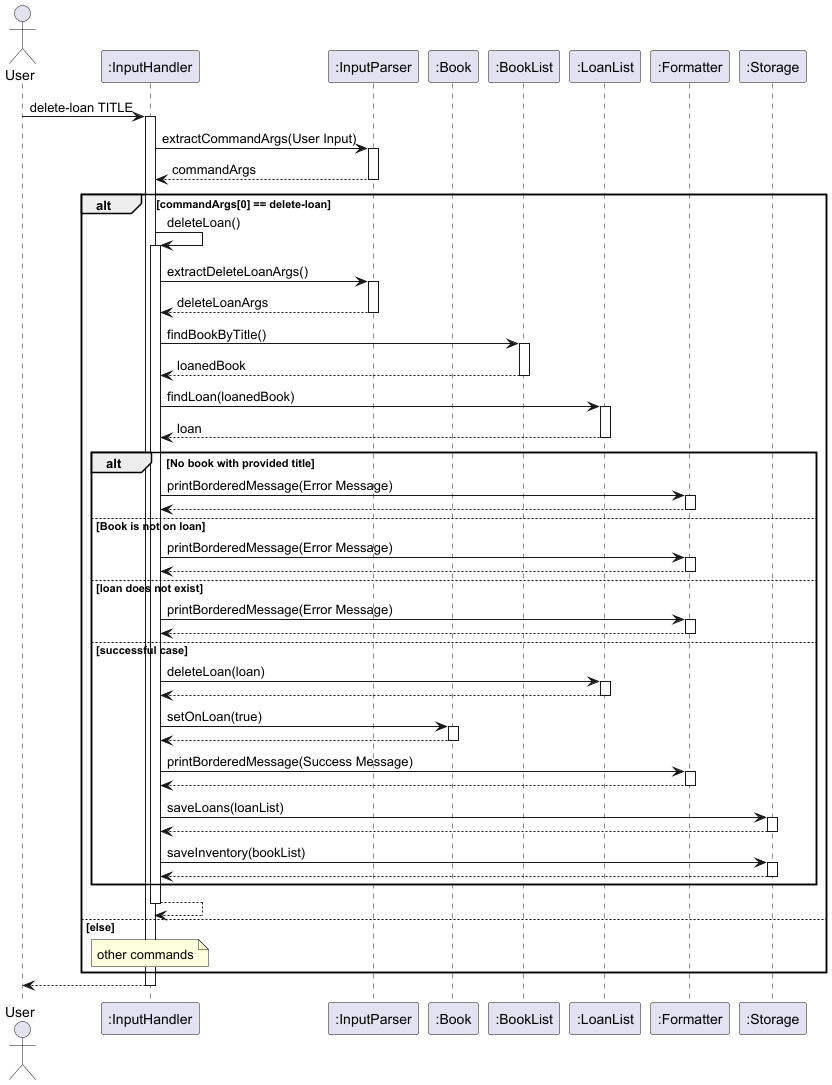 User
:InputHandler
:InputParser
:Book
:BookList
:LoanList
:Formatter
:Storage
delete-loan TITLE
extractCommandArgs(User Input)
commandArgs
alt
[commandArgs[0] == delete-loan]
deleteLoan()
extractDeleteLoanArgs()
deleteLoanArgs
findBookByTitle()
loanedBook
findLoan(loanedBook)
loan
alt
[No book with provided title]
printBorderedMessage(Error Message)
[Book is not on loan]
printBorderedMessage(Error Message)
[loan does not exist]
printBorderedMessage(Error Message)
[successful case]
deleteLoan(loan)
setOnLoan(true)
printBorderedMessage(Success Message)
saveLoans(loanList)
saveInventory(bookList)
[else]
other commands
User
:InputHandler
:InputParser
:Book
:BookList
:LoanList
:Formatter
:Storage